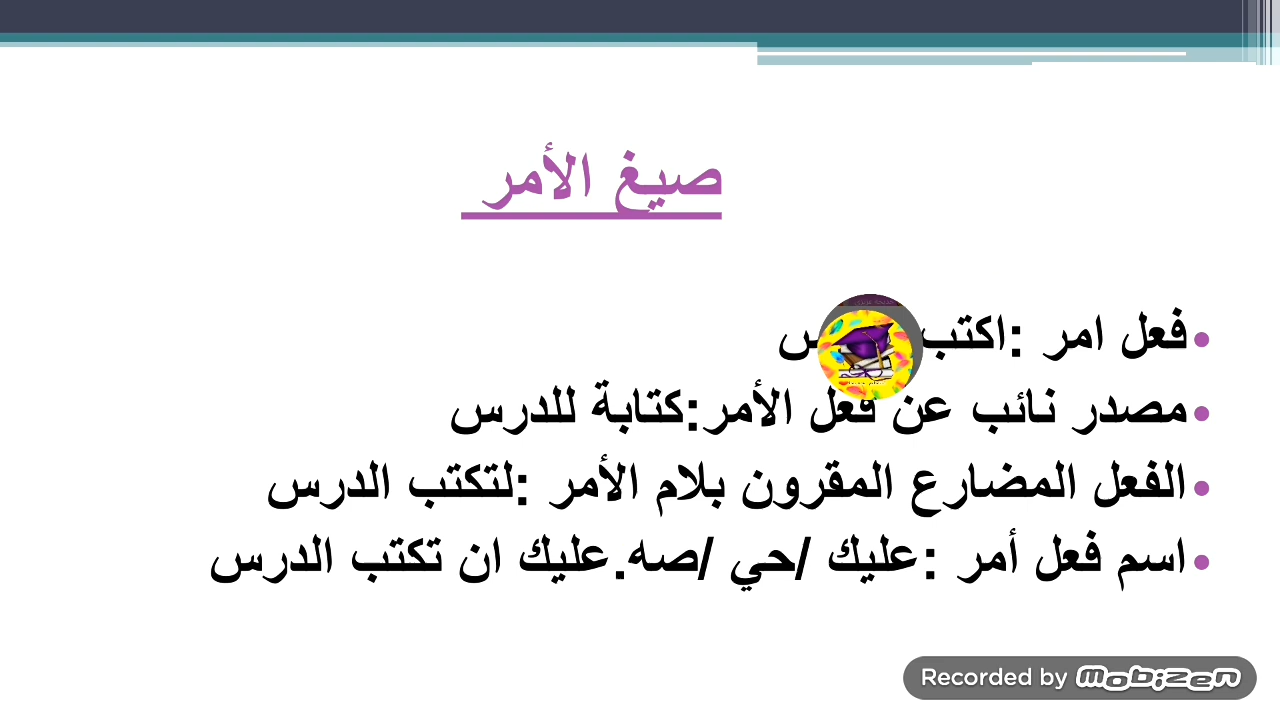 صيغ الأمر
فعل امر :اكتب
مصدر نائب عن فعل الأمر:كتابة للدرس
الفعل المضارع المقرون بلام الأمر :لتكتب الدرس
اسم فعل أمر :عليك /حي /صه.عليك ان تكتب الدرس
Recorded by Mobizen